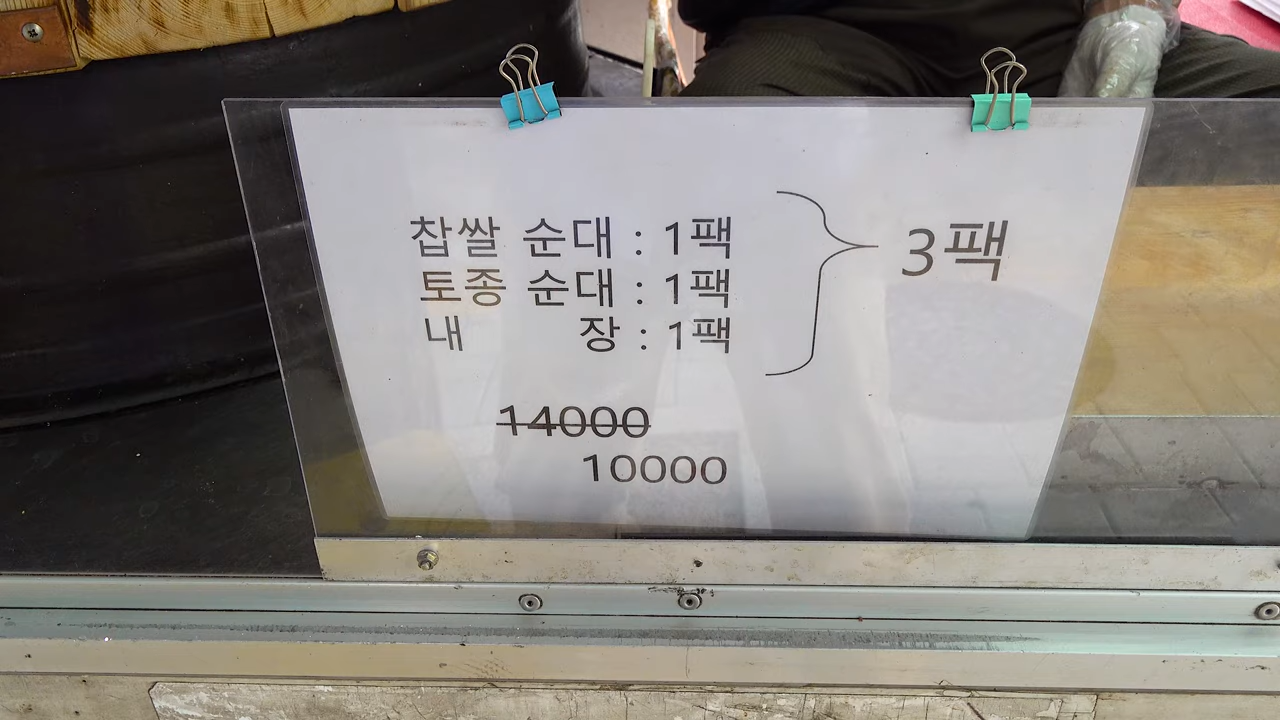 찹쌀 순대 : 1팩
토종 순대 : 1팩
내 장 : 1팩
3팩
14000
10000